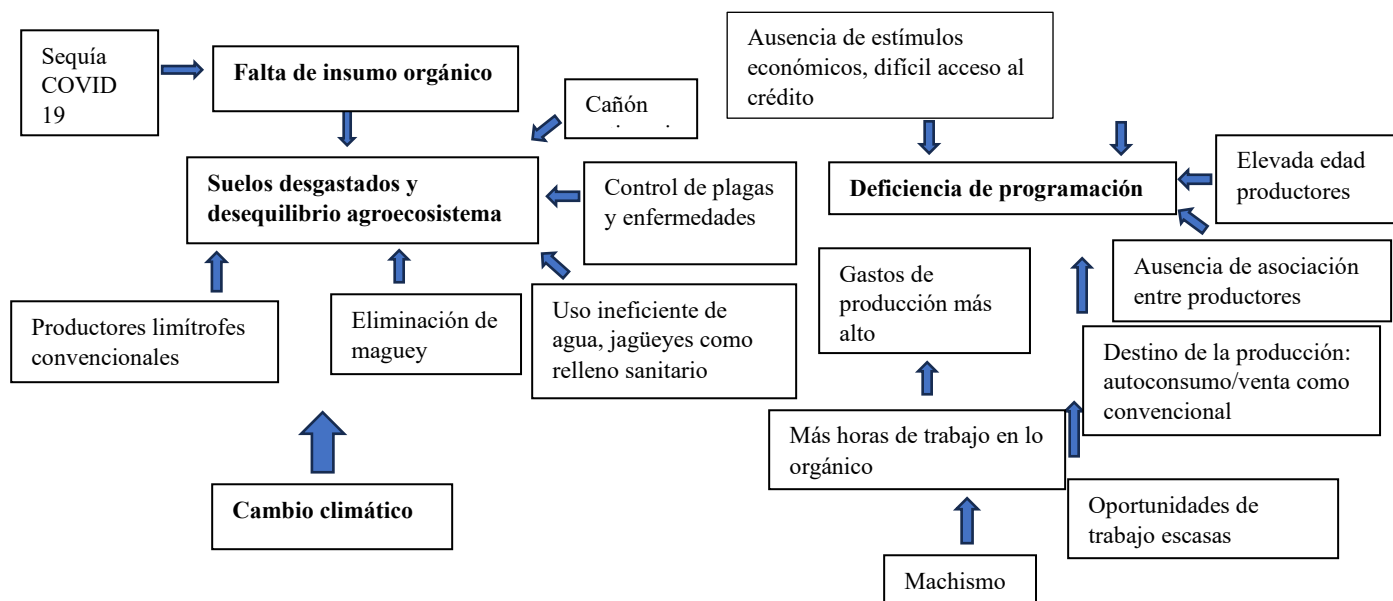 Sequía
COVID
19
Falta de insumo orgánico
Ausencia de estímulos
económicos, difícil acceso al
crédito
Cañón
Suelos desgastados y
desequilibrio agroecosistema
Control de plagas
y enfermedades
Deficiencia de programación
Elevada edad
productores
Productores limítrofes
convencionales
Eliminación de
maguey
Uso ineficiente de
agua, jagüeyes como
relleno sanitario
Gastos de
producción más
alto
Ausencia de asociación
entre productores
Destino de la producción:
autoconsumo/venta como
convencional
Más horas de trabajo en lo
orgánico
Cambio climático
Oportunidades de
trabajo escasas
Machismo